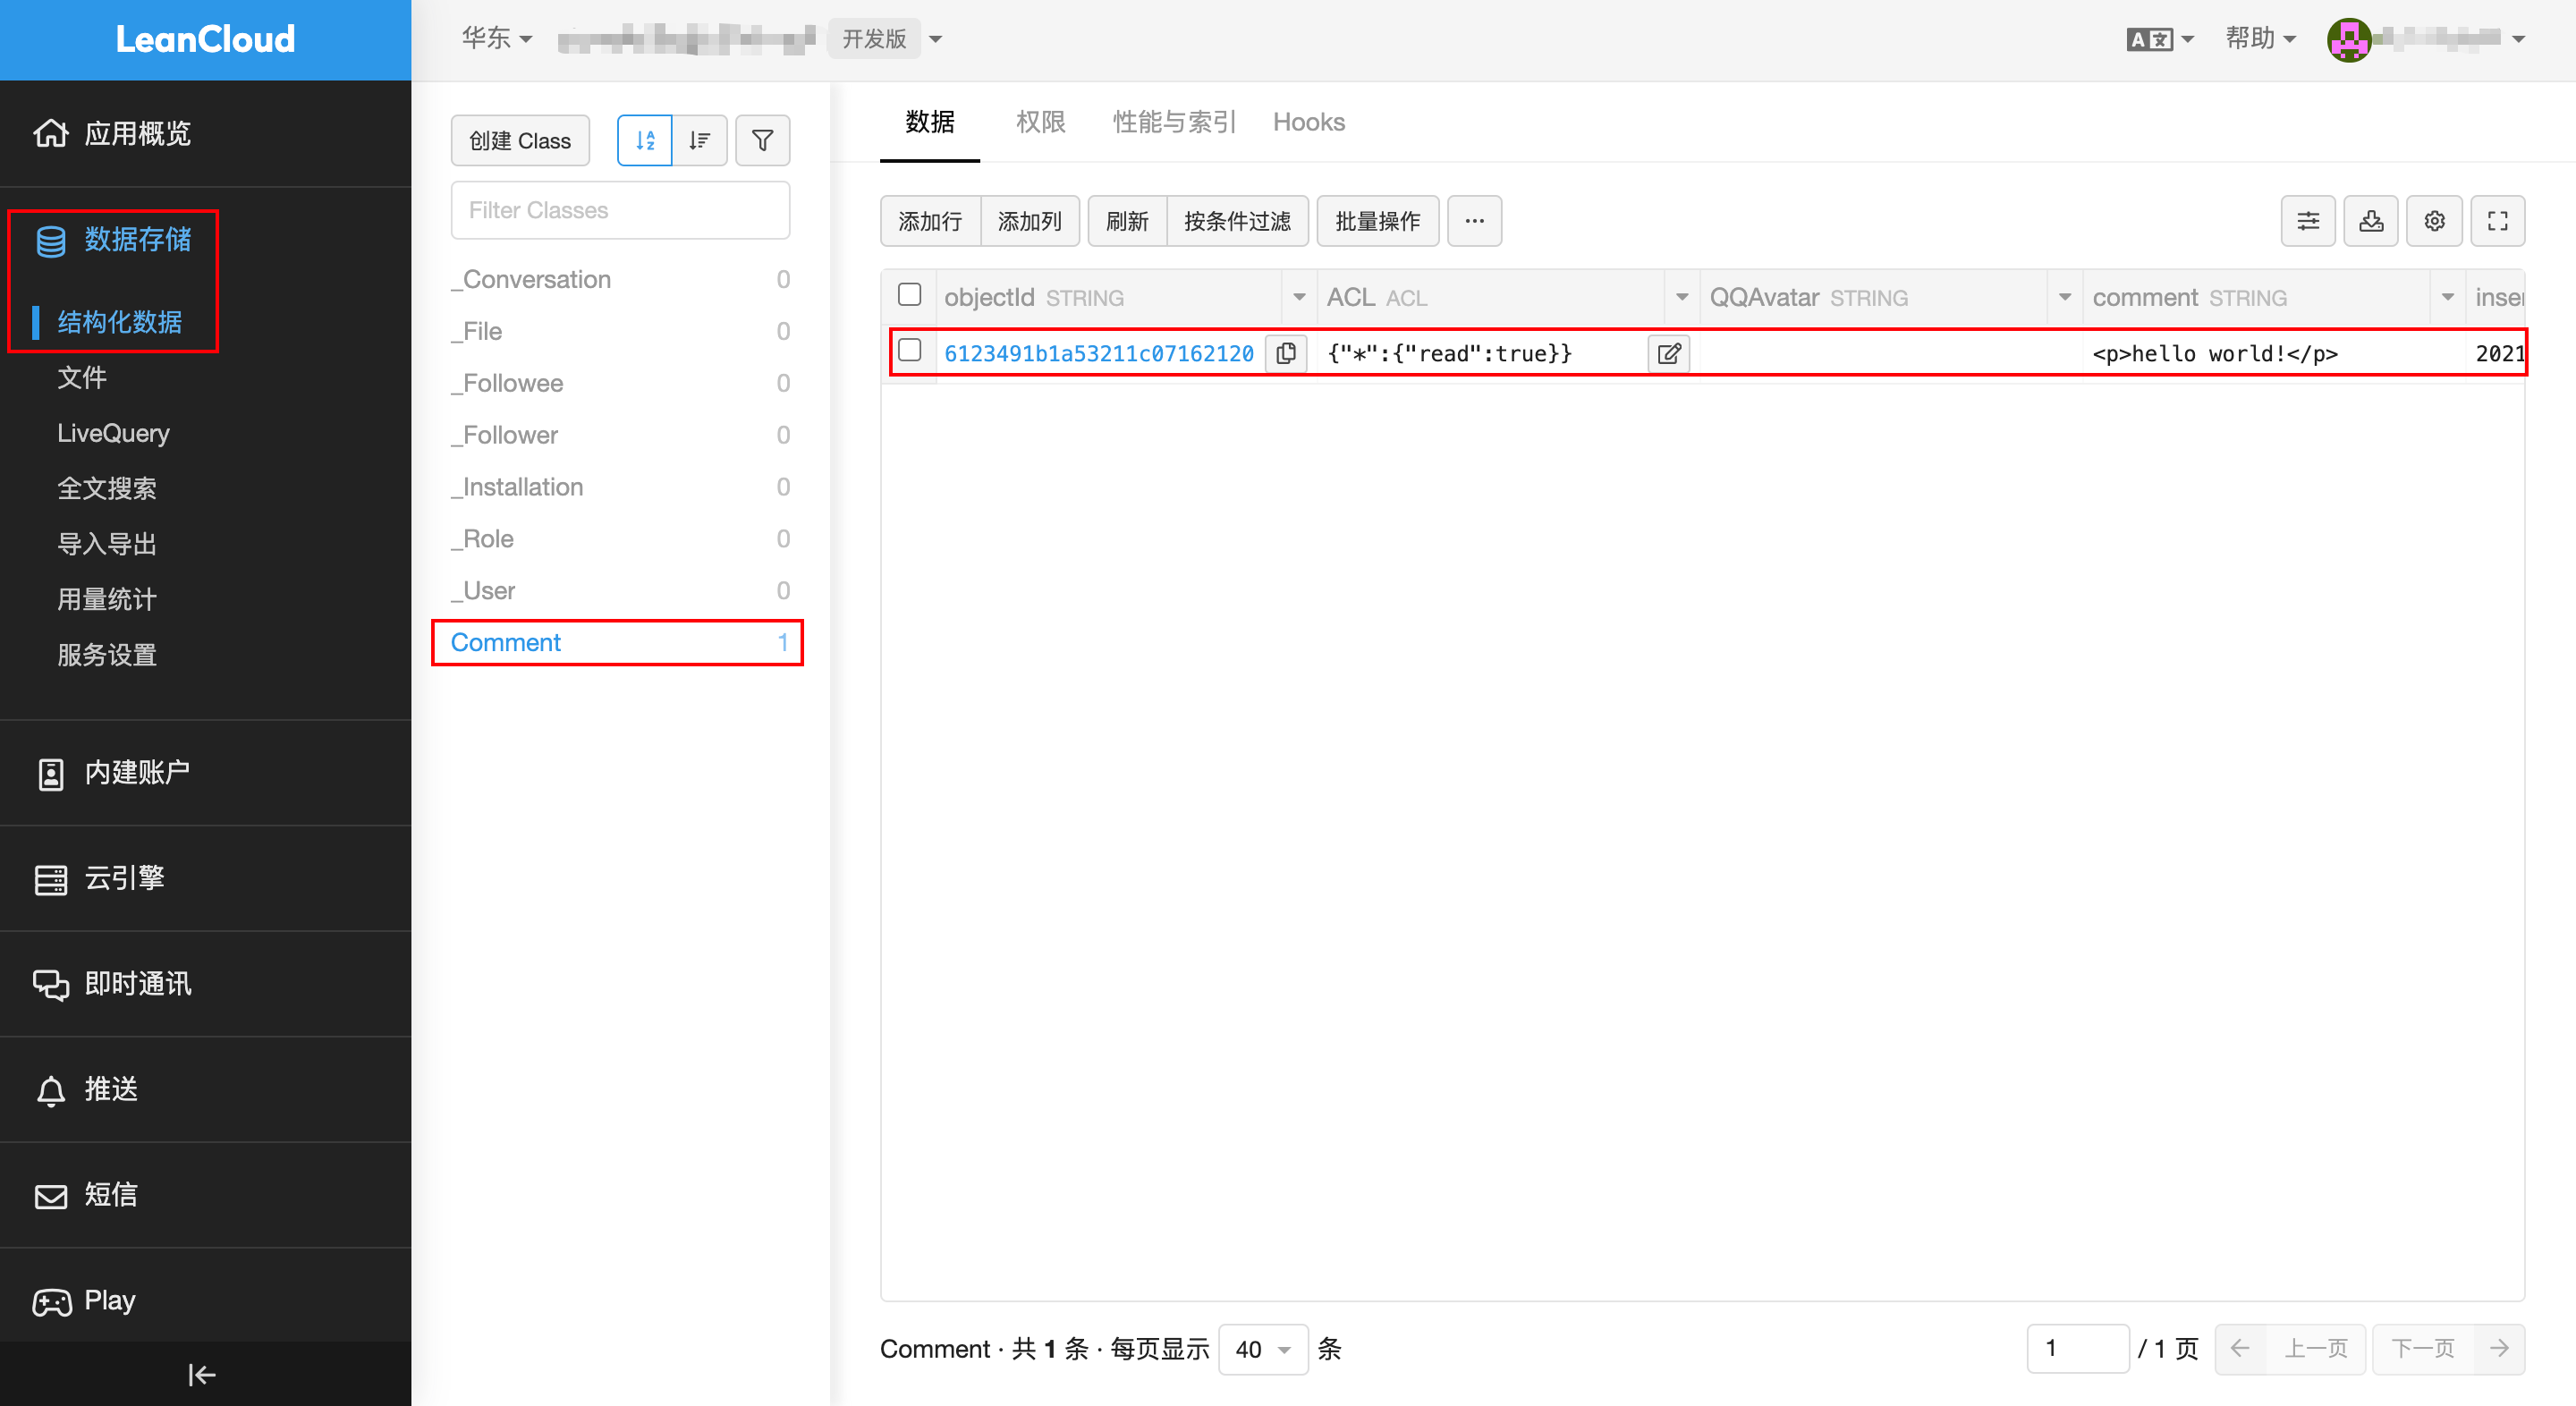 LeanCloud
华东
开发版
A文
帮助
应用概览
数据存储
结构化数据
文件
LiveQuery
全文搜索
导入导出
用量统计
服务设置
内建账户
云引擎
即时通讯
推送
短信
Play
创建 Class
Filter Classes
_Conversation 0
_File 0
_Followee 0
_Follower 0
_Installation 0
_Role 0
_User 0
Comment 1
数据 权限 性能与索引 Hooks
添加行 添加列 刷新 按条件过滤 批量操作 ···
objectId STRING ACL ACL QQAvatar STRING comment STRING inser
6123491b1a53211c07162120 {"*":{"read":true}} <p>hello world!</p> 2021
Comment · 共 1 条 · 每页显示 40 条
1 / 1 页 上一页 下一页